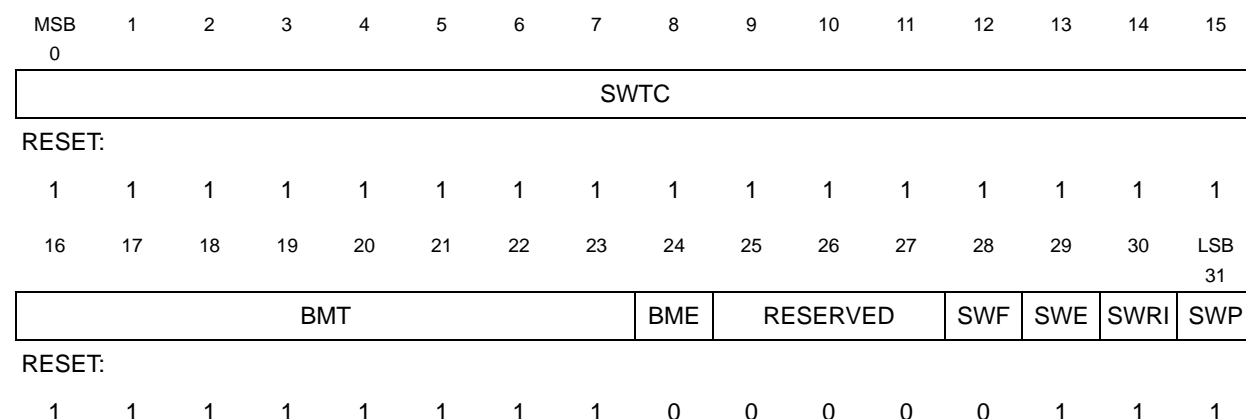 MSB 1 2 3 4 5 6 7 8 9 10 11 12 13 14 15
0
SWTC
RESET:
1 1 1 1 1 1 1 1 1 1 1 1 1 1 1 1
16 17 18 19 20 21 22 23 24 25 26 27 28 29 30 LSB
31
BMT BME RESERVED SWF SWE SWRI SWP
RESET:
1 1 1 1 1 1 1 1 0 0 0 0 0 1 1 1